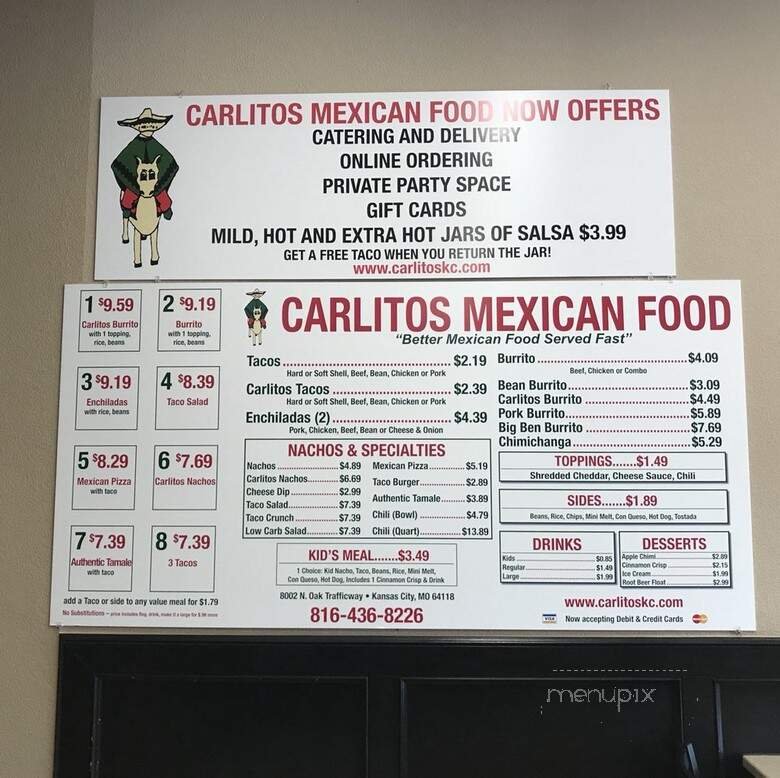 CARLITOS MEXICAN FOOD NOW OFFERS
CATERING AND DELIVERY
ONLINE ORDERING
PRIVATE PARTY SPACE
GIFT CARDS
MILD, HOT AND EXTRA HOT JARS OF SALSA $3.99
GET A FREE TACO WHEN YOU RETURN THE JAR!
www.carlitoskc.com
1 $9.59
Carlitos Burrito
with 1 topping,
rice, beans
2 $9.19
Burrito
with 1 topping,
rice, beans
3 $9.19
Enchiladas
with rice, beans
4 $8.39
Taco Salad
5 $8.29
Mexican Pizza
with taco
6 $7.69
Carlitos Nachos
7 $7.39
Authentic Tamale
with taco
8 $7.39
3 Tacos
add a Taco or side to any value meal for $1.79
No Substitutions - price includes Reg. drink, make it a large for $.90 more
CARLITOS MEXICAN FOOD
"Better Mexican Food Served Fast"
Tacos $2.19
Hard or Soft Shell, Beef, Bean, Chicken or Pork
Carlitos Tacos $2.39
Hard or Soft Shell, Beef, Bean, Chicken or Pork
Enchiladas (2) $4.39
Pork, Chicken, Beef, Bean or Cheese & Onion
Burrito $4.09
Beef, Chicken or Combo
Bean Burrito $3.09
Carlitos Burrito $4.49
Pork Burrito $5.89
Big Ben Burrito $7.69
Chimichanga $5.29
NACHOS & SPECIALTIES
Nachos $4.89
Carlitos Nachos $6.69
Cheese Dip $2.99
Taco Salad $7.39
Taco Crunch $7.39
Low Carb Salad $7.39
Mexican Pizza $5.19
Taco Burger $2.89
Authentic Tamale $3.89
Chili (Bowl) $4.79
Chili (Quart) $13.89
TOPPINGS......$1.49
Shredded Cheddar, Cheese Sauce, Chili
SIDES......$1.89
Beans, Rice, Chips, Mini Melt, Con Queso, Hot Dog, Tostada
KID'S MEAL......$3.49
1 Choice: Kid Nacho, Taco, Beans, Rice, Mini Melt,
Con Queso, Hot Dog, Includes 1 Cinnamon Crisp & Drink
DRINKS
Kids $0.85
Regular $1.49
Large $1.99
DESSERTS
Apple Chimi $2.89
Cinnamon Crisp $2.15
Ice Cream $1.99
Root Beer Float $2.99
8002 N. Oak Trafficway • Kansas City, MO 64118
816-436-8226
www.carlitoskc.com
VISA Now accepting Debit & Credit Cards
menupix